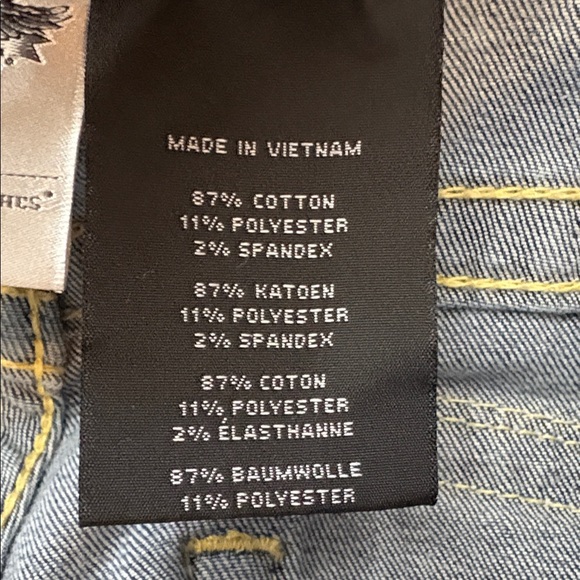 MADE IN VIETNAM
87% COTTON
11% POLYESTER
2% SPANDEX
87% KATOEN
11% POLYESTER
2% SPANDEX
87% COTON
11% POLYESTER
2% ÉLASTHANNE
87% BAUMWOLLE
11% POLYESTER